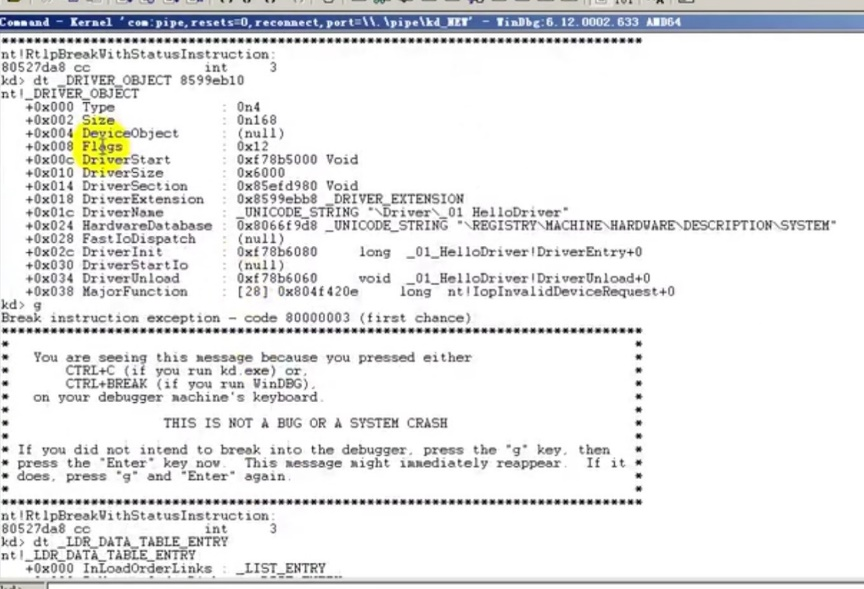 Command - Kernel 'com:pipe,resets=0,reconnect,port=\\.\pipe\kd_NEW' - WinDbg:6.12.0002.633 AMD64
*******************************************************************************
nt!RtlpBreakWithStatusInstruction:
80527da8 cc              int     3
kd> dt _DRIVER_OBJECT 8599eb10
nt!_DRIVER_OBJECT
   +0x000 Type             : 0n4
   +0x002 Size             : 0n168
   +0x004 DeviceObject     : (null)
   +0x008 Flags            : 0x12
   +0x00c DriverStart      : 0xf78b5000 Void
   +0x010 DriverSize       : 0x6000
   +0x014 DriverSection    : 0x85efd980 Void
   +0x018 DriverExtension  : 0x8599ebb8 _DRIVER_EXTENSION
   +0x01c DriverName       : _UNICODE_STRING "\Driver\_01 HelloDriver"
   +0x024 HardwareDatabase : 0x8066f9d8 _UNICODE_STRING "\REGISTRY\MACHINE\HARDWARE\DESCRIPTION\SYSTEM"
   +0x028 FastIoDispatch   : (null)
   +0x02c DriverInit       : 0xf78b6080     long  _01_HelloDriver!DriverEntry+0
   +0x030 DriverStartIo    : (null)
   +0x034 DriverUnload     : 0xf78b6060     void  _01_HelloDriver!DriverUnload+0
   +0x038 MajorFunction    : [28] 0x804f420e     long  nt!IopInvalidDeviceRequest+0
kd> g
Break instruction exception - code 80000003 (first chance)
*******************************************************************************
*                                                                             *
*   You are seeing this message because you pressed either                    *
*       CTRL+C (if you run kd.exe) or,                                        *
*       CTRL+BREAK (if you run WinDBG),                                       *
*   on your debugger machine's keyboard.                                      *
*                                                                             *
*                   THIS IS NOT A BUG OR A SYSTEM CRASH                       *
*                                                                             *
* If you did not intend to break into the debugger, press the "g" key, then   *
* press the "Enter" key now.  This message might immediately reappear.  If it *
* does, press "g" and "Enter" again.                                          *
*                                                                             *
*******************************************************************************
nt!RtlpBreakWithStatusInstruction:
80527da8 cc              int     3
kd> dt _LDR_DATA_TABLE_ENTRY
nt!_LDR_DATA_TABLE_ENTRY
   +0x000 InLoadOrderLinks : _LIST_ENTRY